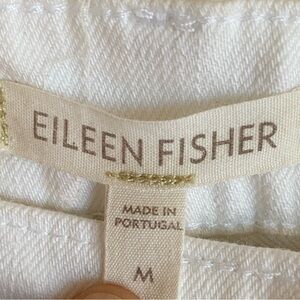 EILEEN FISHER
MADE IN
PORTUGAL
M